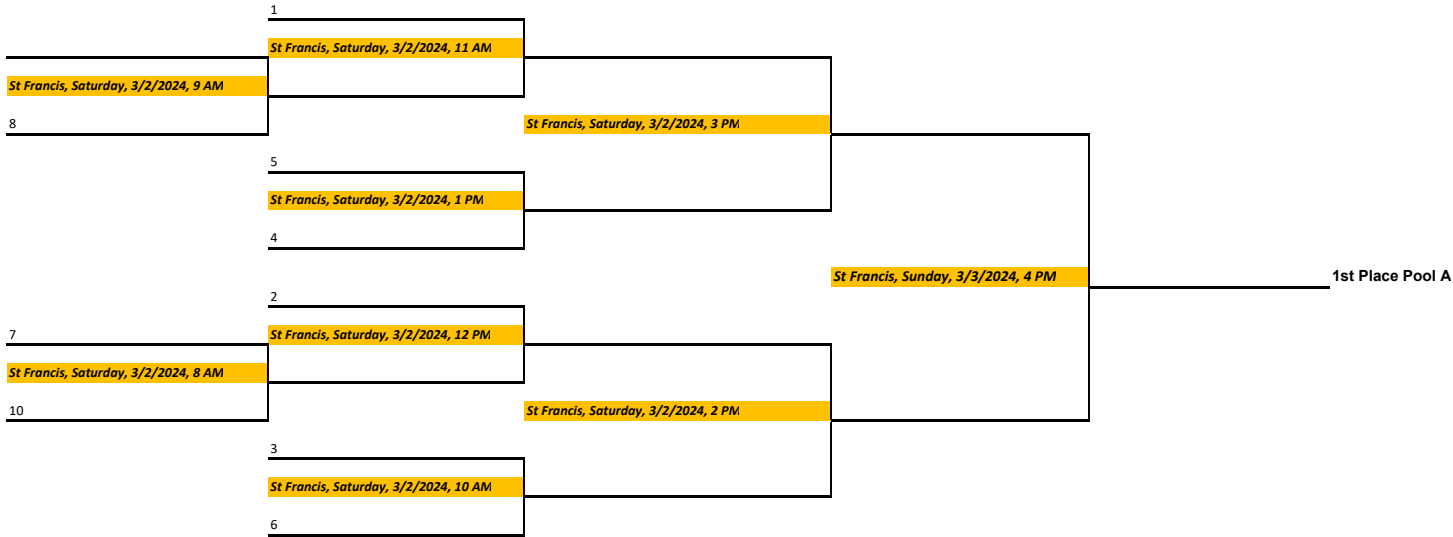 1
St Francis, Saturday, 3/2/2024, 11 AM
St Francis, Saturday, 3/2/2024, 9 AM
8
St Francis, Saturday, 3/2/2024, 3 PM
5
St Francis, Saturday, 3/2/2024, 1 PM
4
St Francis, Sunday, 3/3/2024, 4 PM
1st Place Pool A
2
7
St Francis, Saturday, 3/2/2024, 12 PM
St Francis, Saturday, 3/2/2024, 8 AM
10
St Francis, Saturday, 3/2/2024, 2 PM
3
St Francis, Saturday, 3/2/2024, 10 AM
6